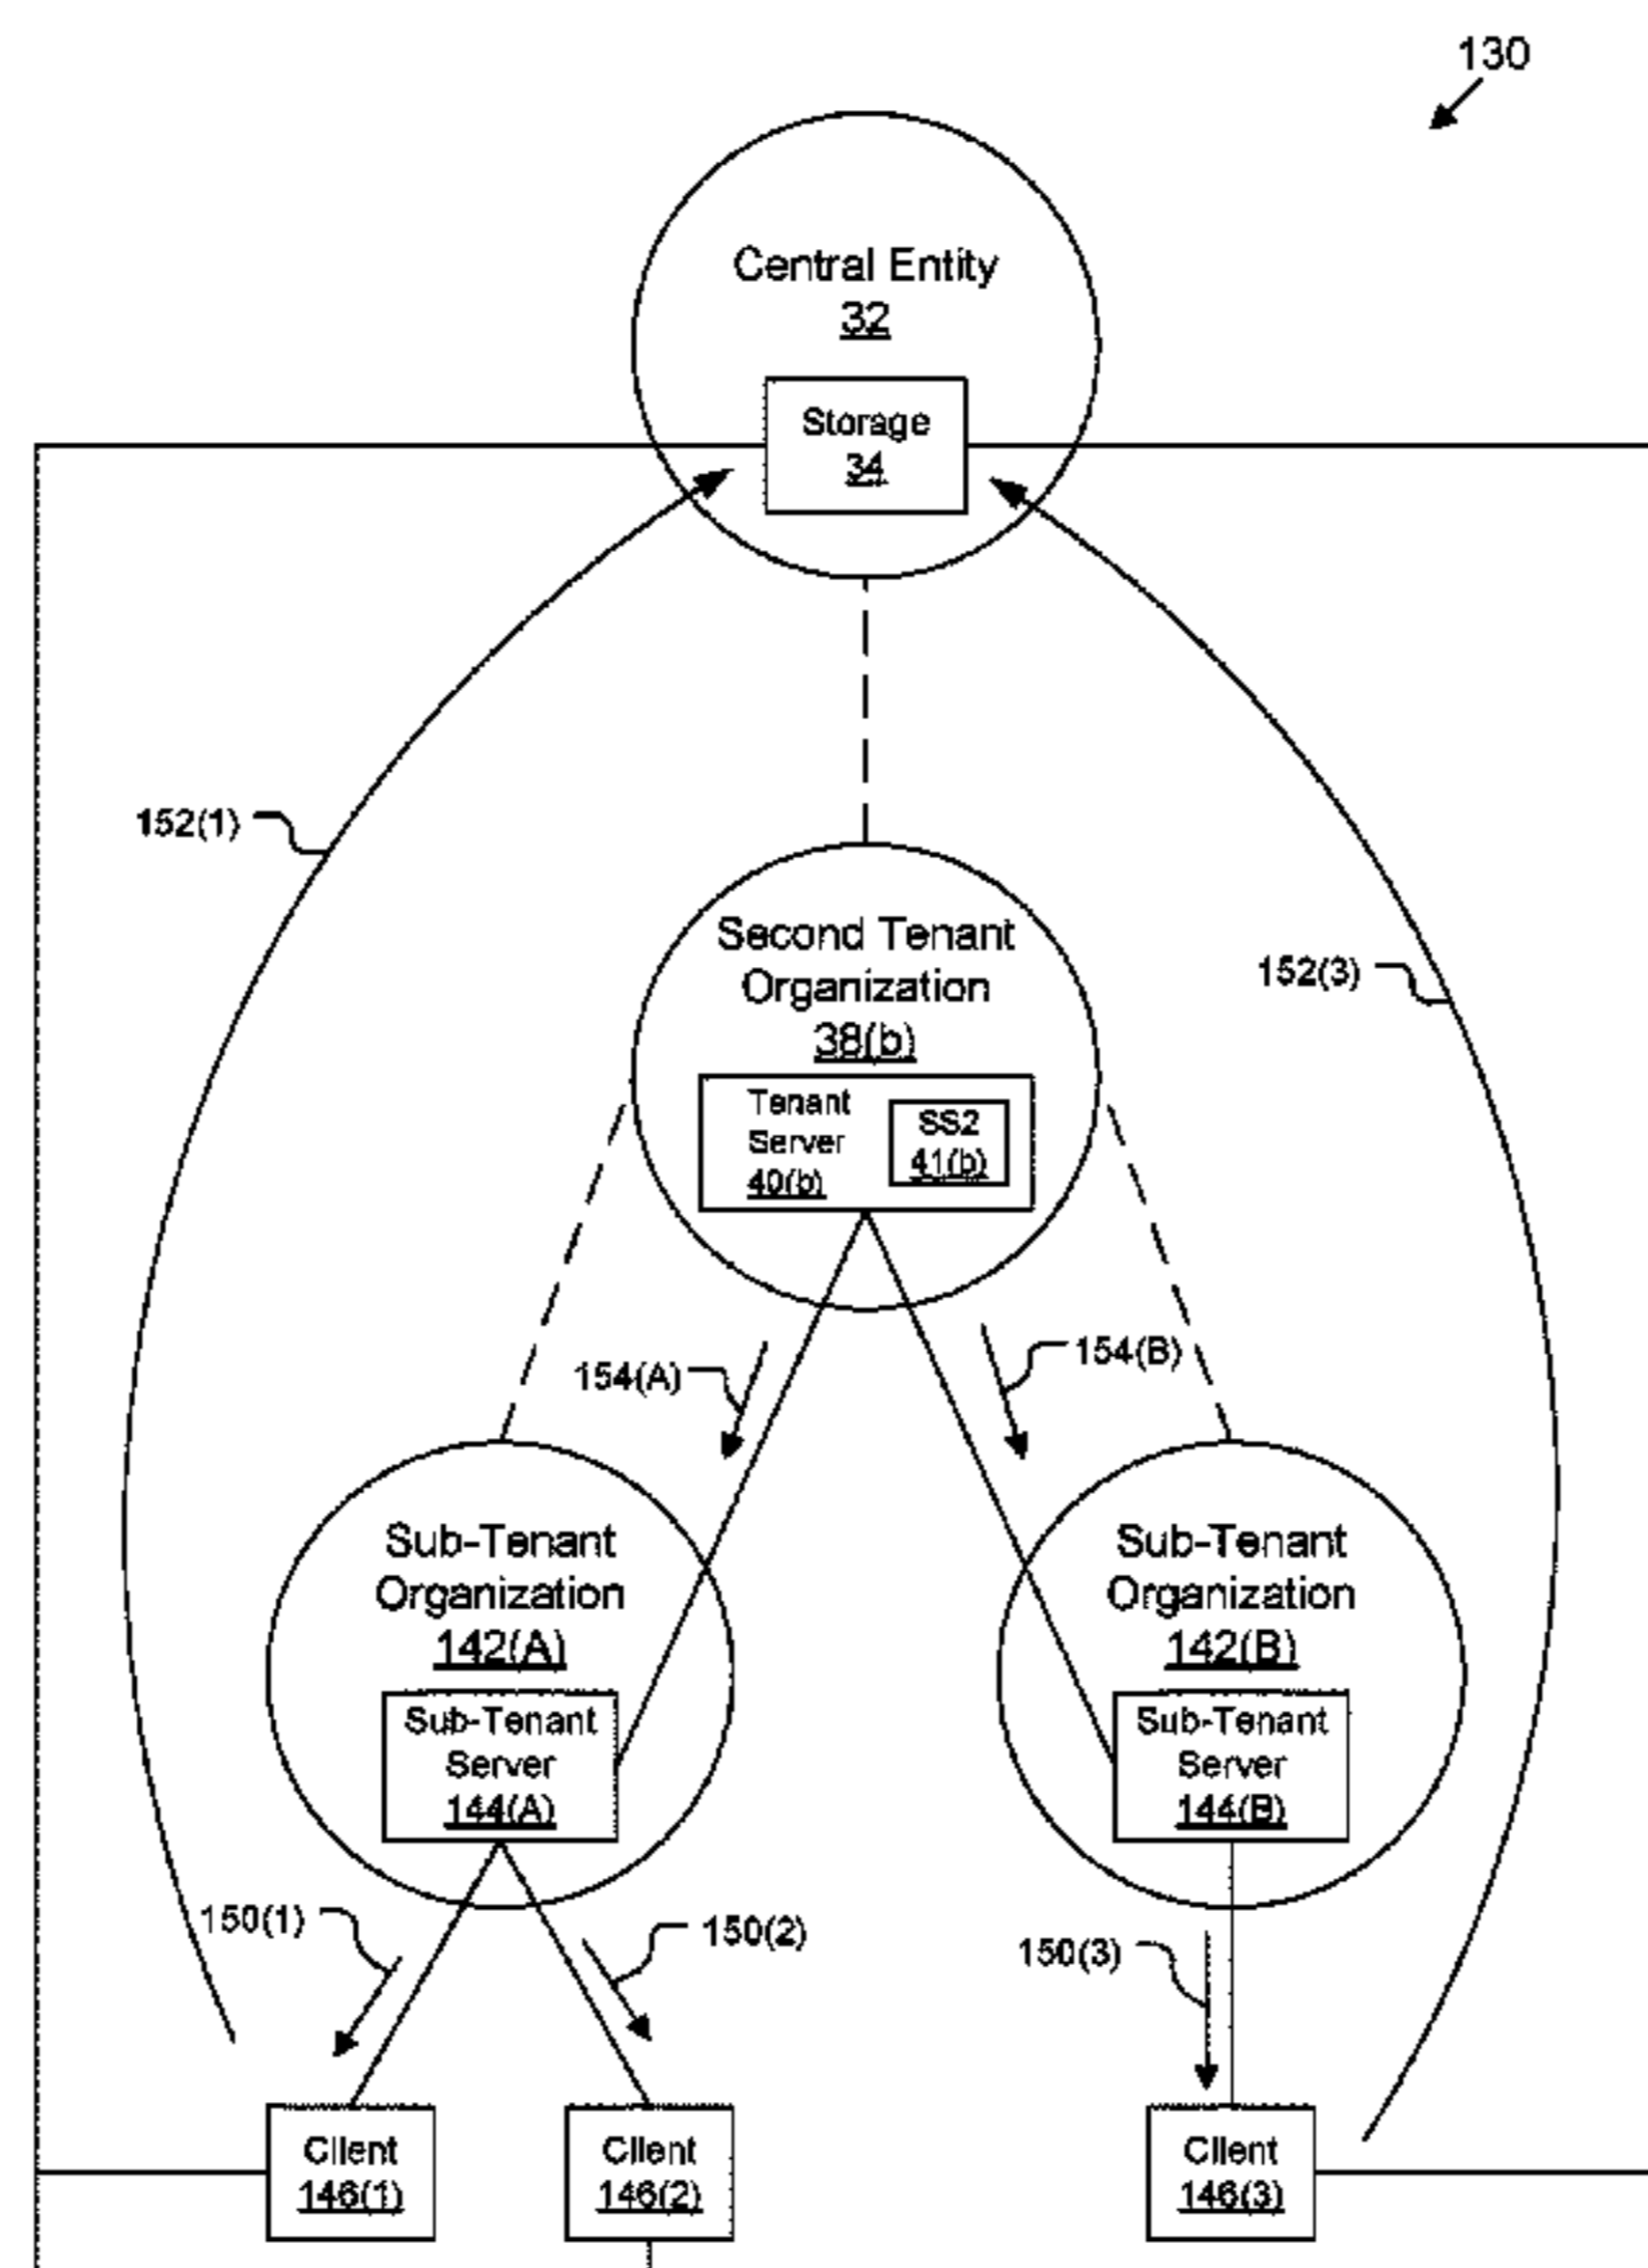 130
Central Entity
32
Storage
34
152(1)
Second Tenant
Organization
38(b)
152(3)
Tenant
Server
40(b)
SS2
41(b)
154(A)
154(B)
Sub-Tenant
Organization
142(A)
Sub-Tenant
Server
144(A)
Sub-Tenant
Organization
142(B)
Sub-Tenant
Server
144(B)
150(1)
150(2)
150(3)
Client
146(1)
Client
146(2)
Client
146(3)